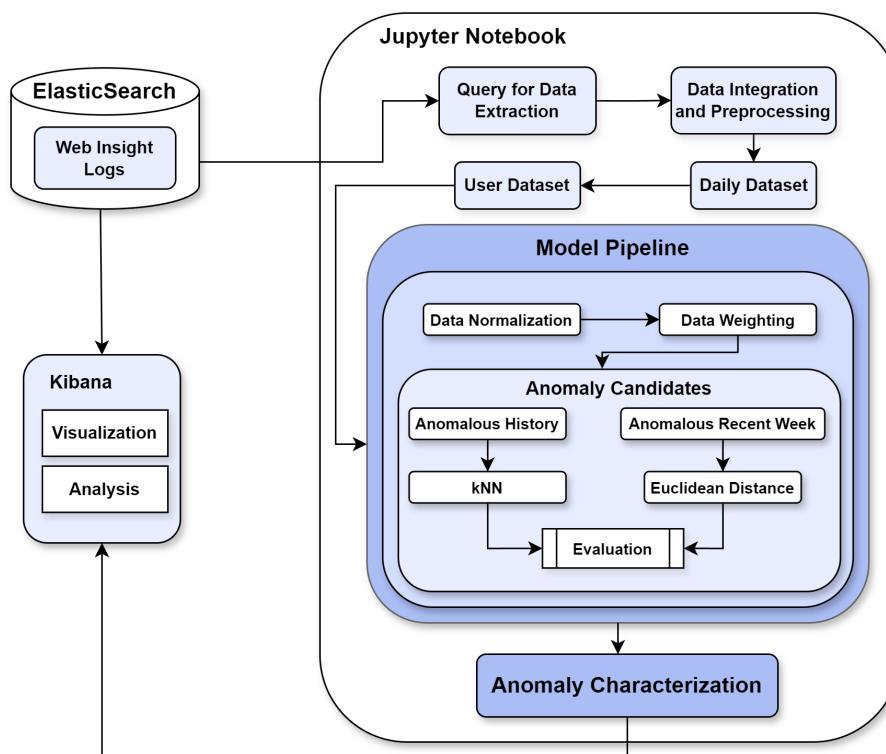 Jupyter Notebook
ElasticSearch
Web Insight
Logs
Query for Data
Extraction
Data Integration
and Preprocessing
User Dataset
Daily Dataset
Model Pipeline
Data Normalization
Data Weighting
Kibana
Visualization
Analysis
Anomaly Candidates
Anomalous History
Anomalous Recent Week
kNN
Euclidean Distance
Evaluation
Anomaly Characterization